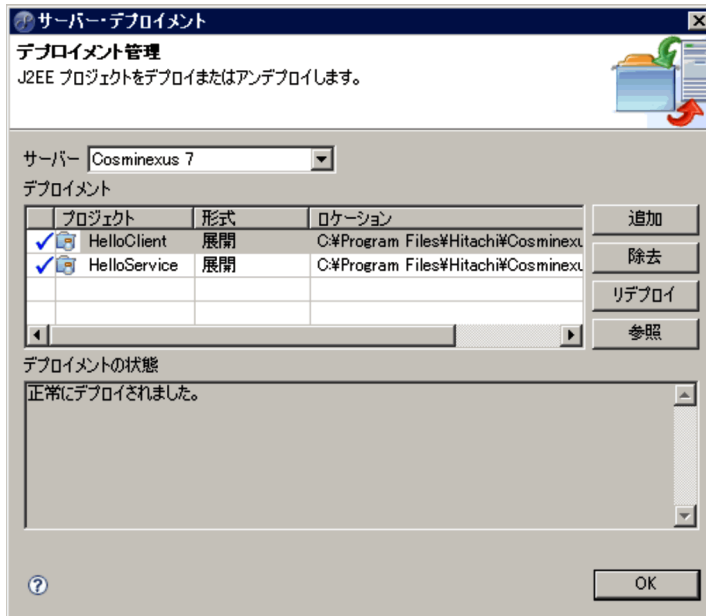 サーバー・デプロイメント
デプロイメント管理
J2EE プロジェクトをデプロイまたはアンデプロイします。
サーバー Cosminexus 7
デプロイメント
プロジェクト 形式 ロケーション 追加
HelloClient 展開 C:¥Program Files¥Hitachi¥Cosminexu
HelloService 展開 C:¥Program Files¥Hitachi¥Cosminexu 除去
リデプロイ
参照
デプロイメントの状態
正常にデプロイされました。
? OK